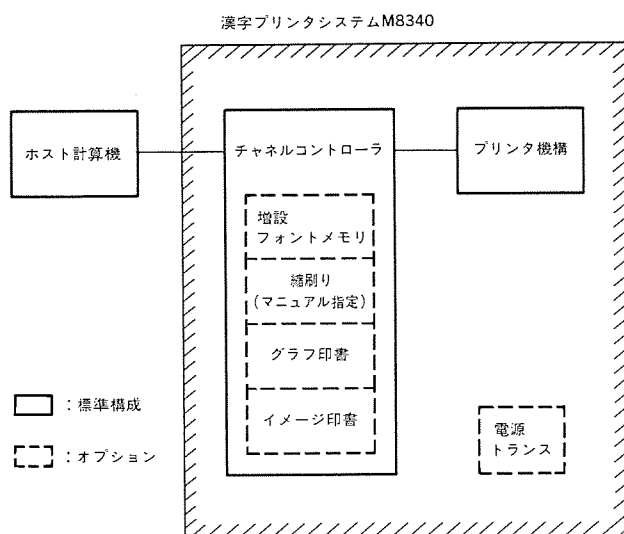 漢字プリンタシステムM8340
ホスト計算機
チャネルコントローラ
プリンタ機構
増設
フォントメモリ
縮刷り
(マニュアル指定)
グラフ印書
イメージ印書
:標準構成
:オプション
電源
トランス